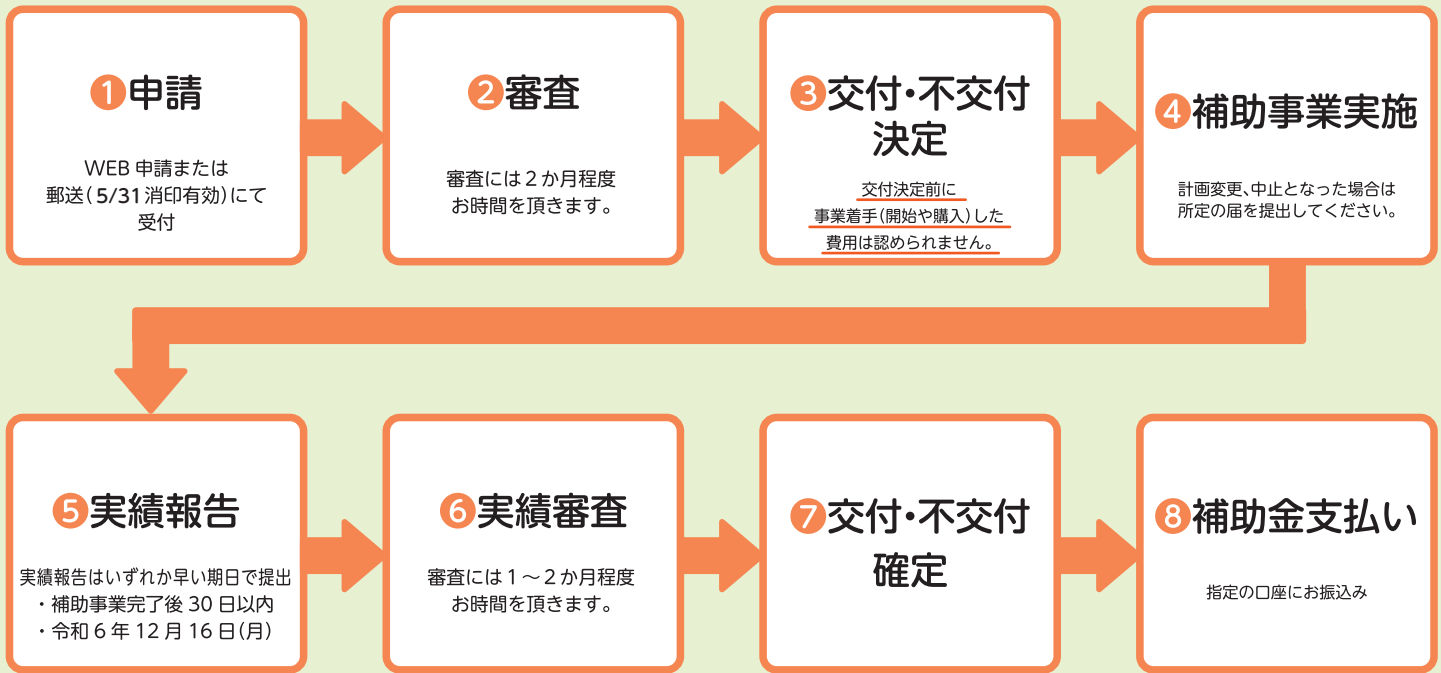 ❶申請
WEB 申請または
郵送(5/31 消印有効)にて
受付
❷審査
審査には2か月程度
お時間を頂きます。
❸交付・不交付
決定
交付決定前に
事業着手(開始や購入)した
費用は認められません。
❹補助事業実施
計画変更、中止となった場合は
所定の届を提出してください。
❺実績報告
実績報告はいずれか早い期日で提出
・補助事業完了後 30 日以内
・令和 6 年 12 月 16 日(月)
❻実績審査
審査には1~2か月程度
お時間を頂きます。
❼交付・不交付
確定
❽補助金支払い
指定の口座にお振込み